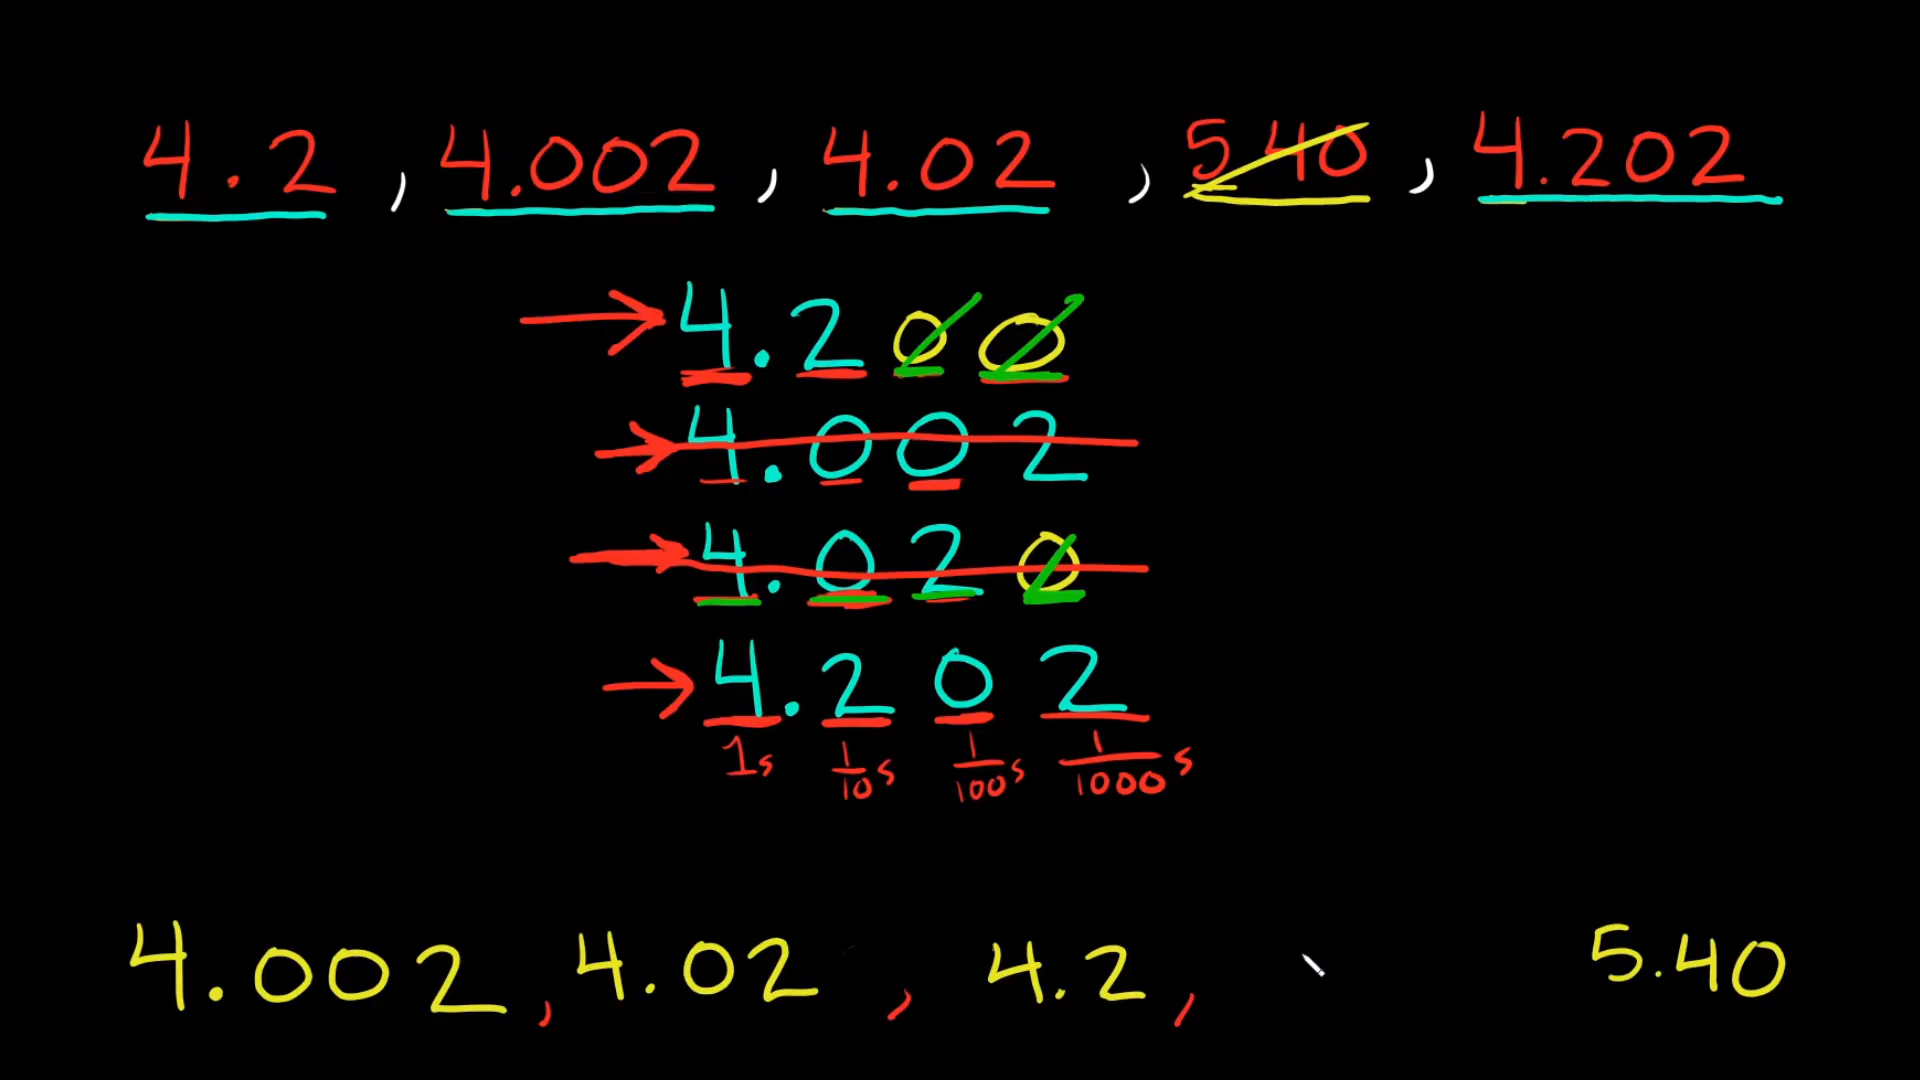 4.2 , 4.002 , 4.02 , 5.40 , 4.202
4.200
4.002
4.020
4.202
1s 1/10s 1/100s 1/1000s
4.002, 4.02, 4.2, 5.40